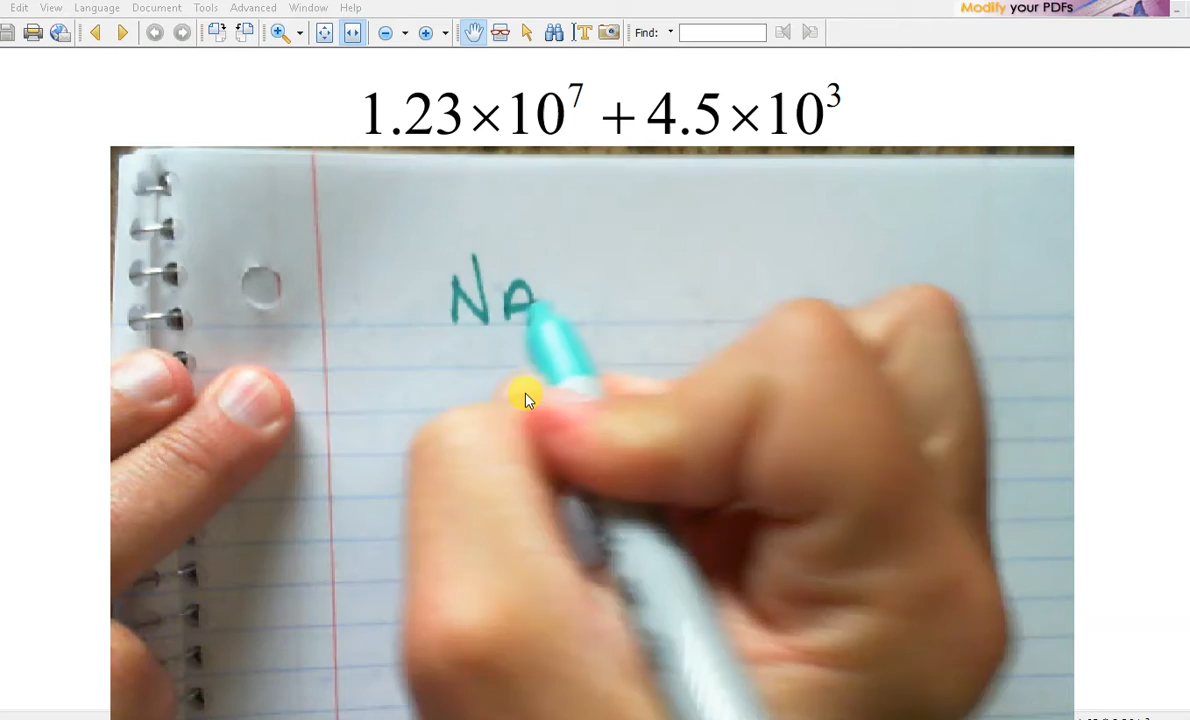 Edit View Language Document Tools Advanced Window Help
Modify your PDFs
Find:
1.23×10⁷ + 4.5×10³
NA